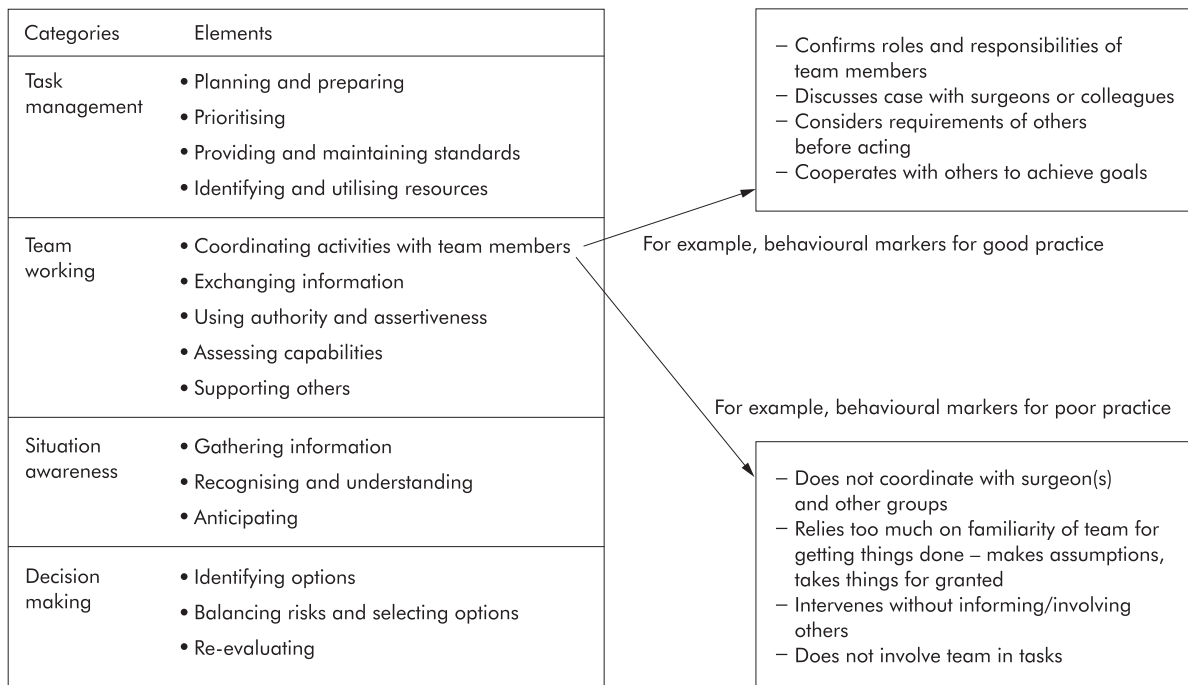 Categories Elements
Task
management
• Planning and preparing
• Prioritising
• Providing and maintaining standards
• Identifying and utilising resources
Team
working
• Coordinating activities with team members
• Exchanging information
• Using authority and assertiveness
• Assessing capabilities
• Supporting others
Situation
awareness
• Gathering information
• Recognising and understanding
• Anticipating
Decision
making
• Identifying options
• Balancing risks and selecting options
• Re-evaluating
– Confirms roles and responsibilities of
team members
– Discusses case with surgeons or colleagues
– Considers requirements of others
before acting
– Cooperates with others to achieve goals
For example, behavioural markers for good practice
For example, behavioural markers for poor practice
– Does not coordinate with surgeon(s)
and other groups
– Relies too much on familiarity of team for
getting things done – makes assumptions,
takes things for granted
– Intervenes without informing/involving
others
– Does not involve team in tasks